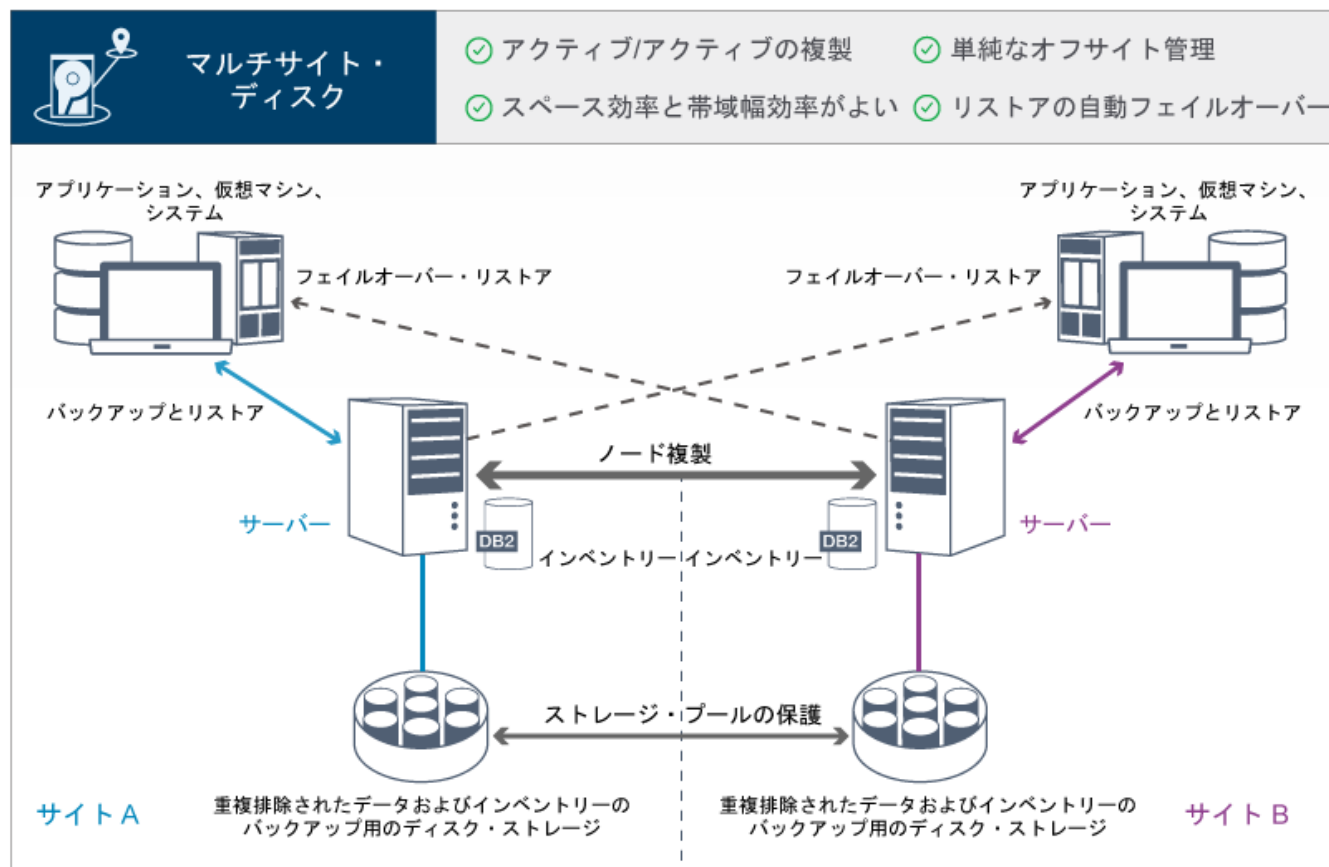 マルチサイト・
ディスク
アクティブ/アクティブの複製
単純なオフサイト管理
スペース効率と帯域幅効率がよい
リストアの自動フェイルオーバー
アプリケーション、仮想マシン、
システム
アプリケーション、仮想マシン、
システム
フェイルオーバー・リストア
フェイルオーバー・リストア
バックアップとリストア
バックアップとリストア
ノード複製
サーバー
サーバー
DB2
インベントリー
インベントリー
DB2
ストレージ・プールの保護
サイト A
重複排除されたデータおよびインベントリーの
バックアップ用のディスク・ストレージ
重複排除されたデータおよびインベントリーの
バックアップ用のディスク・ストレージ
サイト B